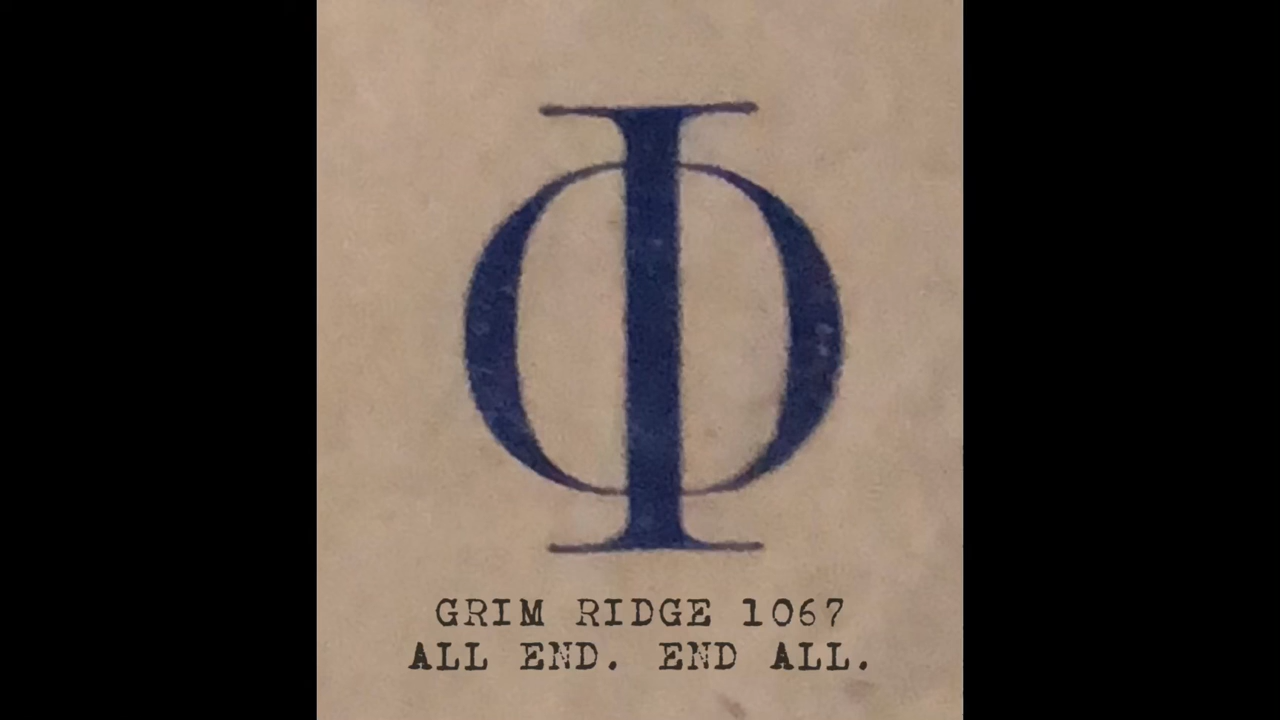 Φ
GRIM RIDGE 1067
ALL END. END ALL.